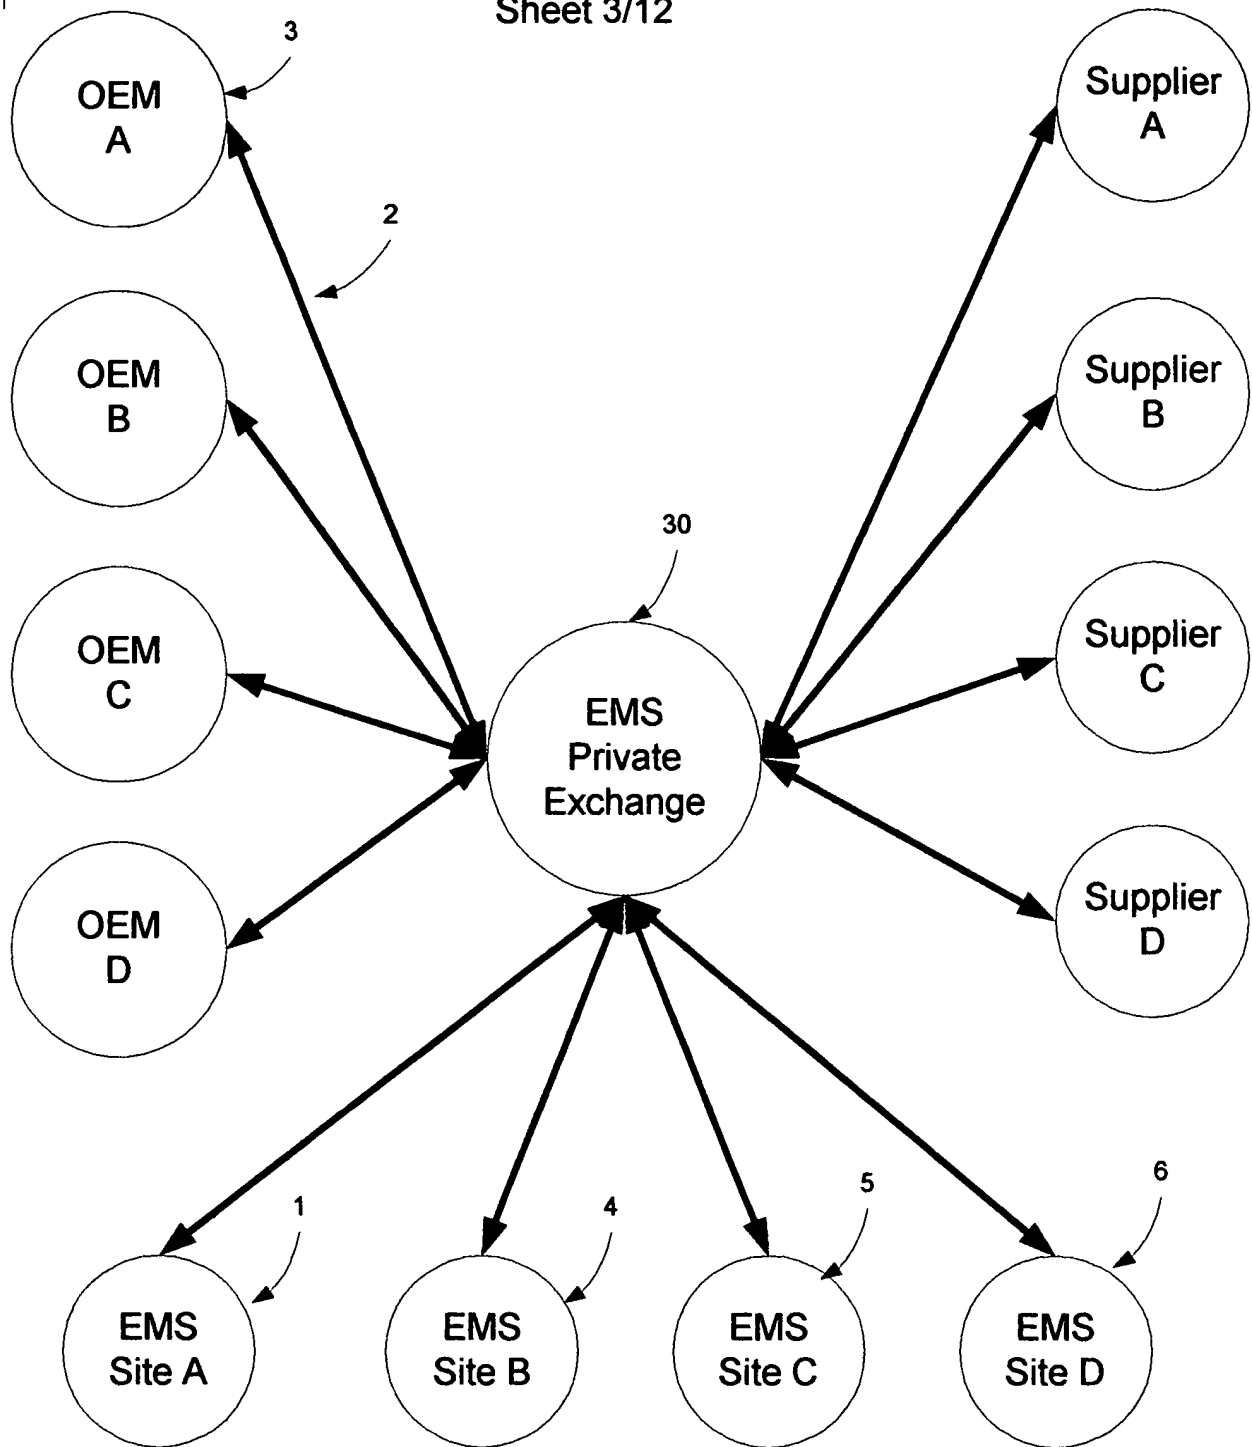 Sheet 3/12
3
OEM
A
Supplier
A
2
OEM
B
Supplier
B
30
OEM
C
Supplier
C
EMS
Private
Exchange
OEM
D
Supplier
D
1
4
5
6
EMS
Site A
EMS
Site B
EMS
Site C
EMS
Site D